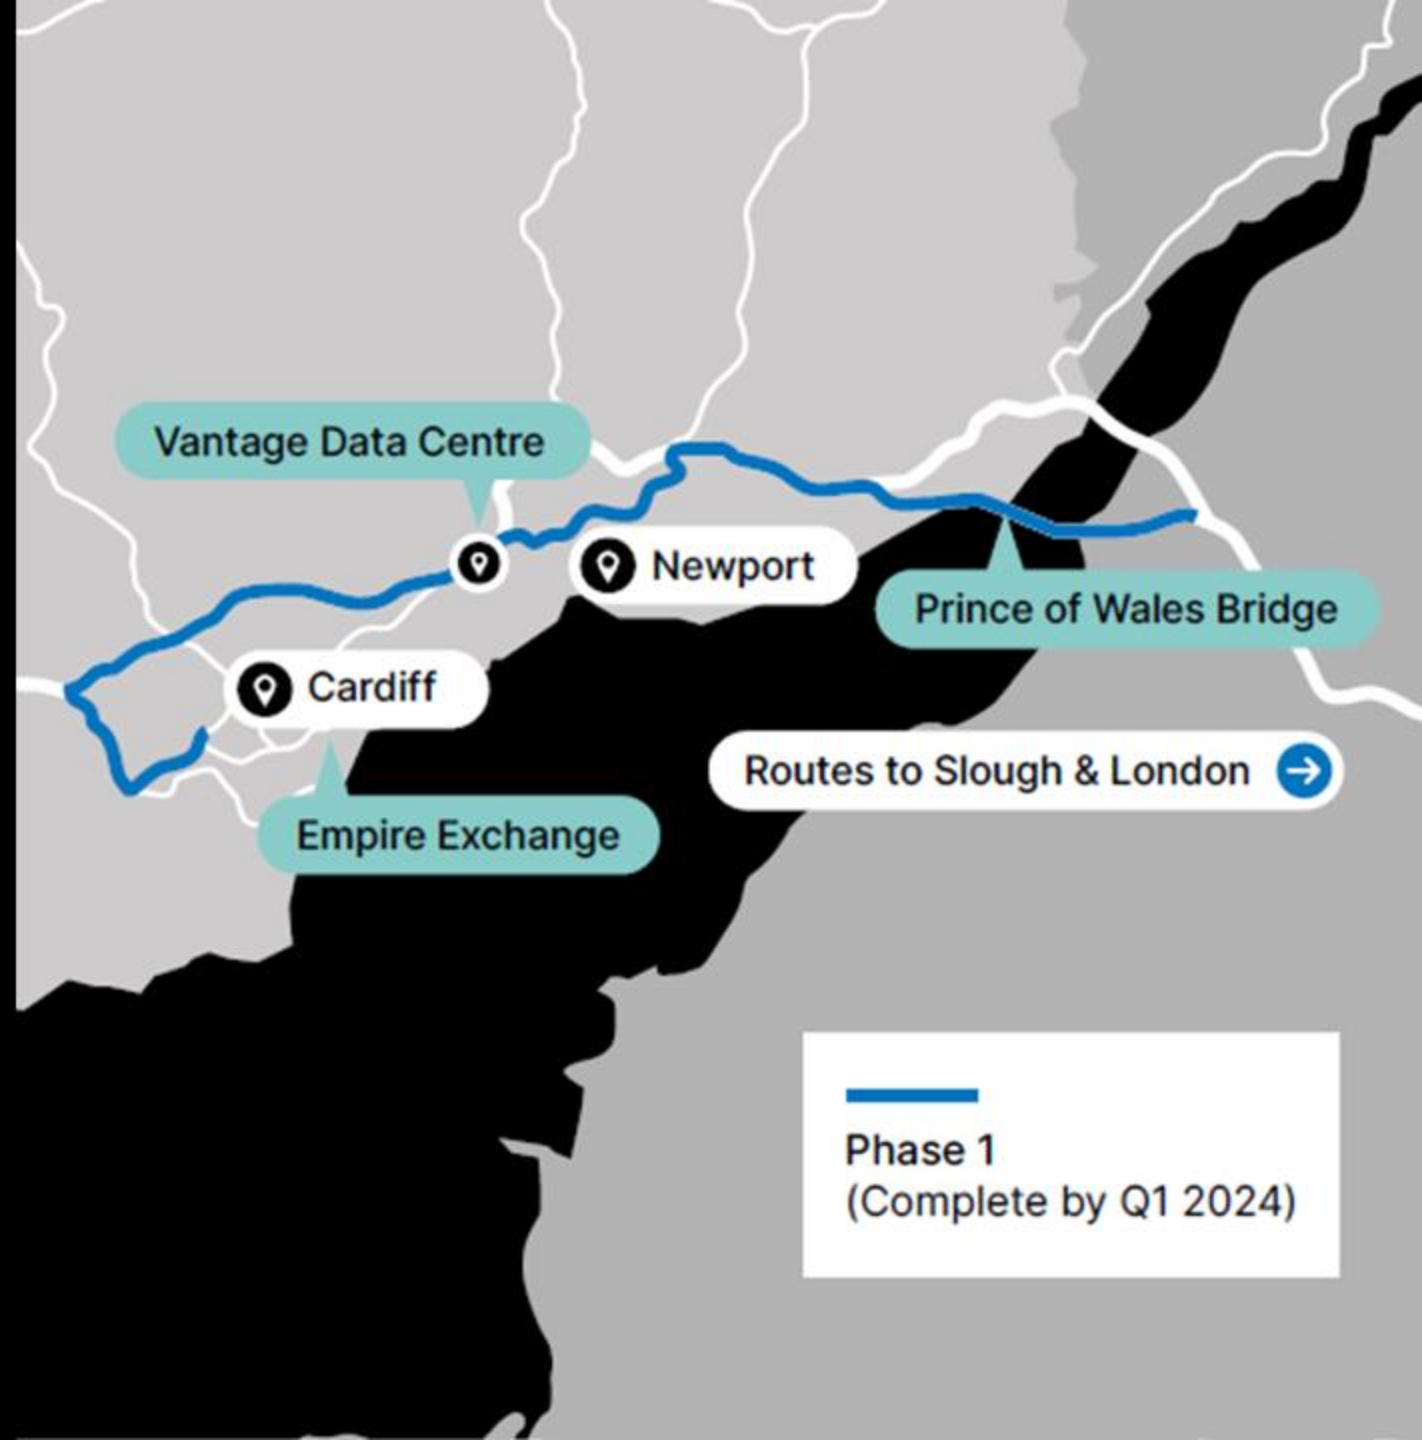 Vantage Data Centre
Newport
Prince of Wales Bridge
Cardiff
Routes to Slough & London
Empire Exchange
Phase 1
(Complete by Q1 2024)